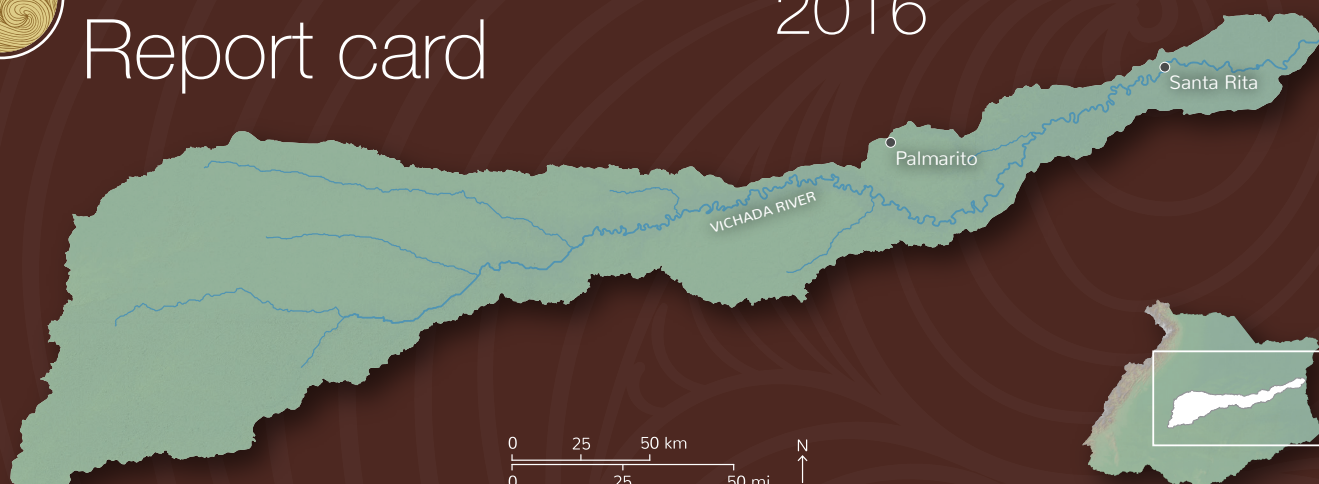 2016
Report card
Santa Rita
Palmarito
VICHADA RIVER
0 25 50 km
N
0 25 50 mi